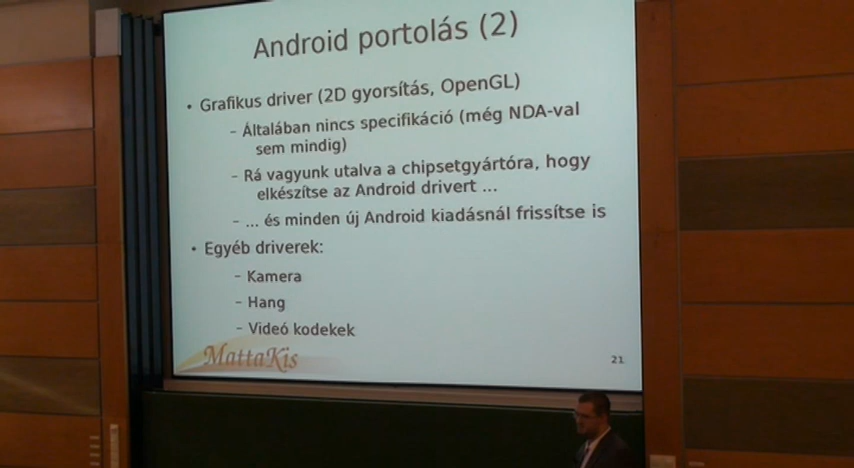 Android portolás (2)
• Grafikus driver (2D gyorsítás, OpenGL)
– Általában nincs specifikáció (még NDA-val
sem mindig)
– Rá vagyunk utalva a chipsetgyártóra, hogy
elkészítse az Android drivert ...
– ... és minden új Android kiadásnál frissítse is
• Egyéb driverek:
– Kamera
– Hang
– Videó kodekek
MattaKis
21